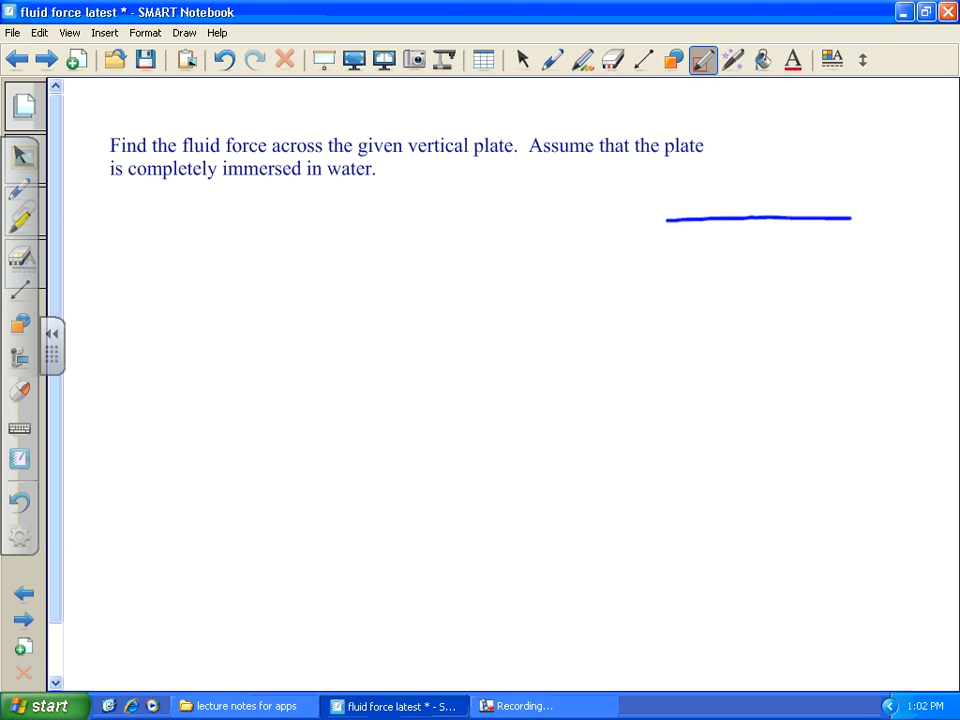 fluid force latest * - SMART Notebook
File Edit View Insert Format Draw Help
Find the fluid force across the given vertical plate. Assume that the plate
is completely immersed in water.
start lecture notes for apps fluid force latest * - S... Recording... 1:02 PM